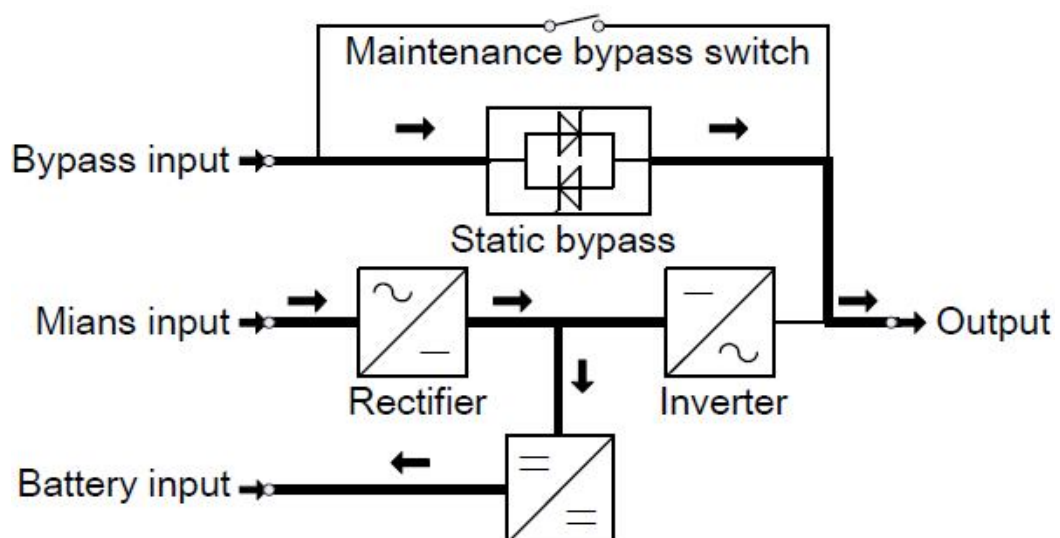 Maintenance bypass switch
Bypass input
Static bypass
Mians input
Output
Rectifier
Inverter
Battery input